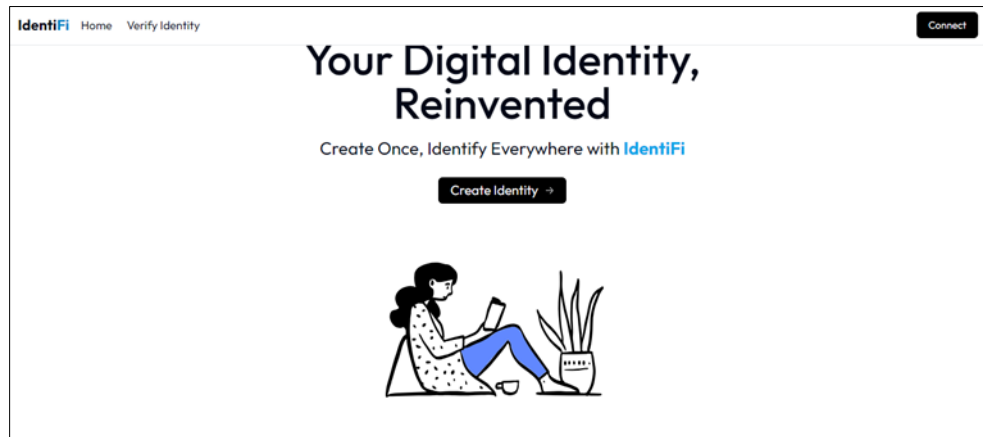 IdentiFi Home Verify Identity Connect
Your Digital Identity,
Reinvented
Create Once, Identify Everywhere with IdentiFi
Create Identity →